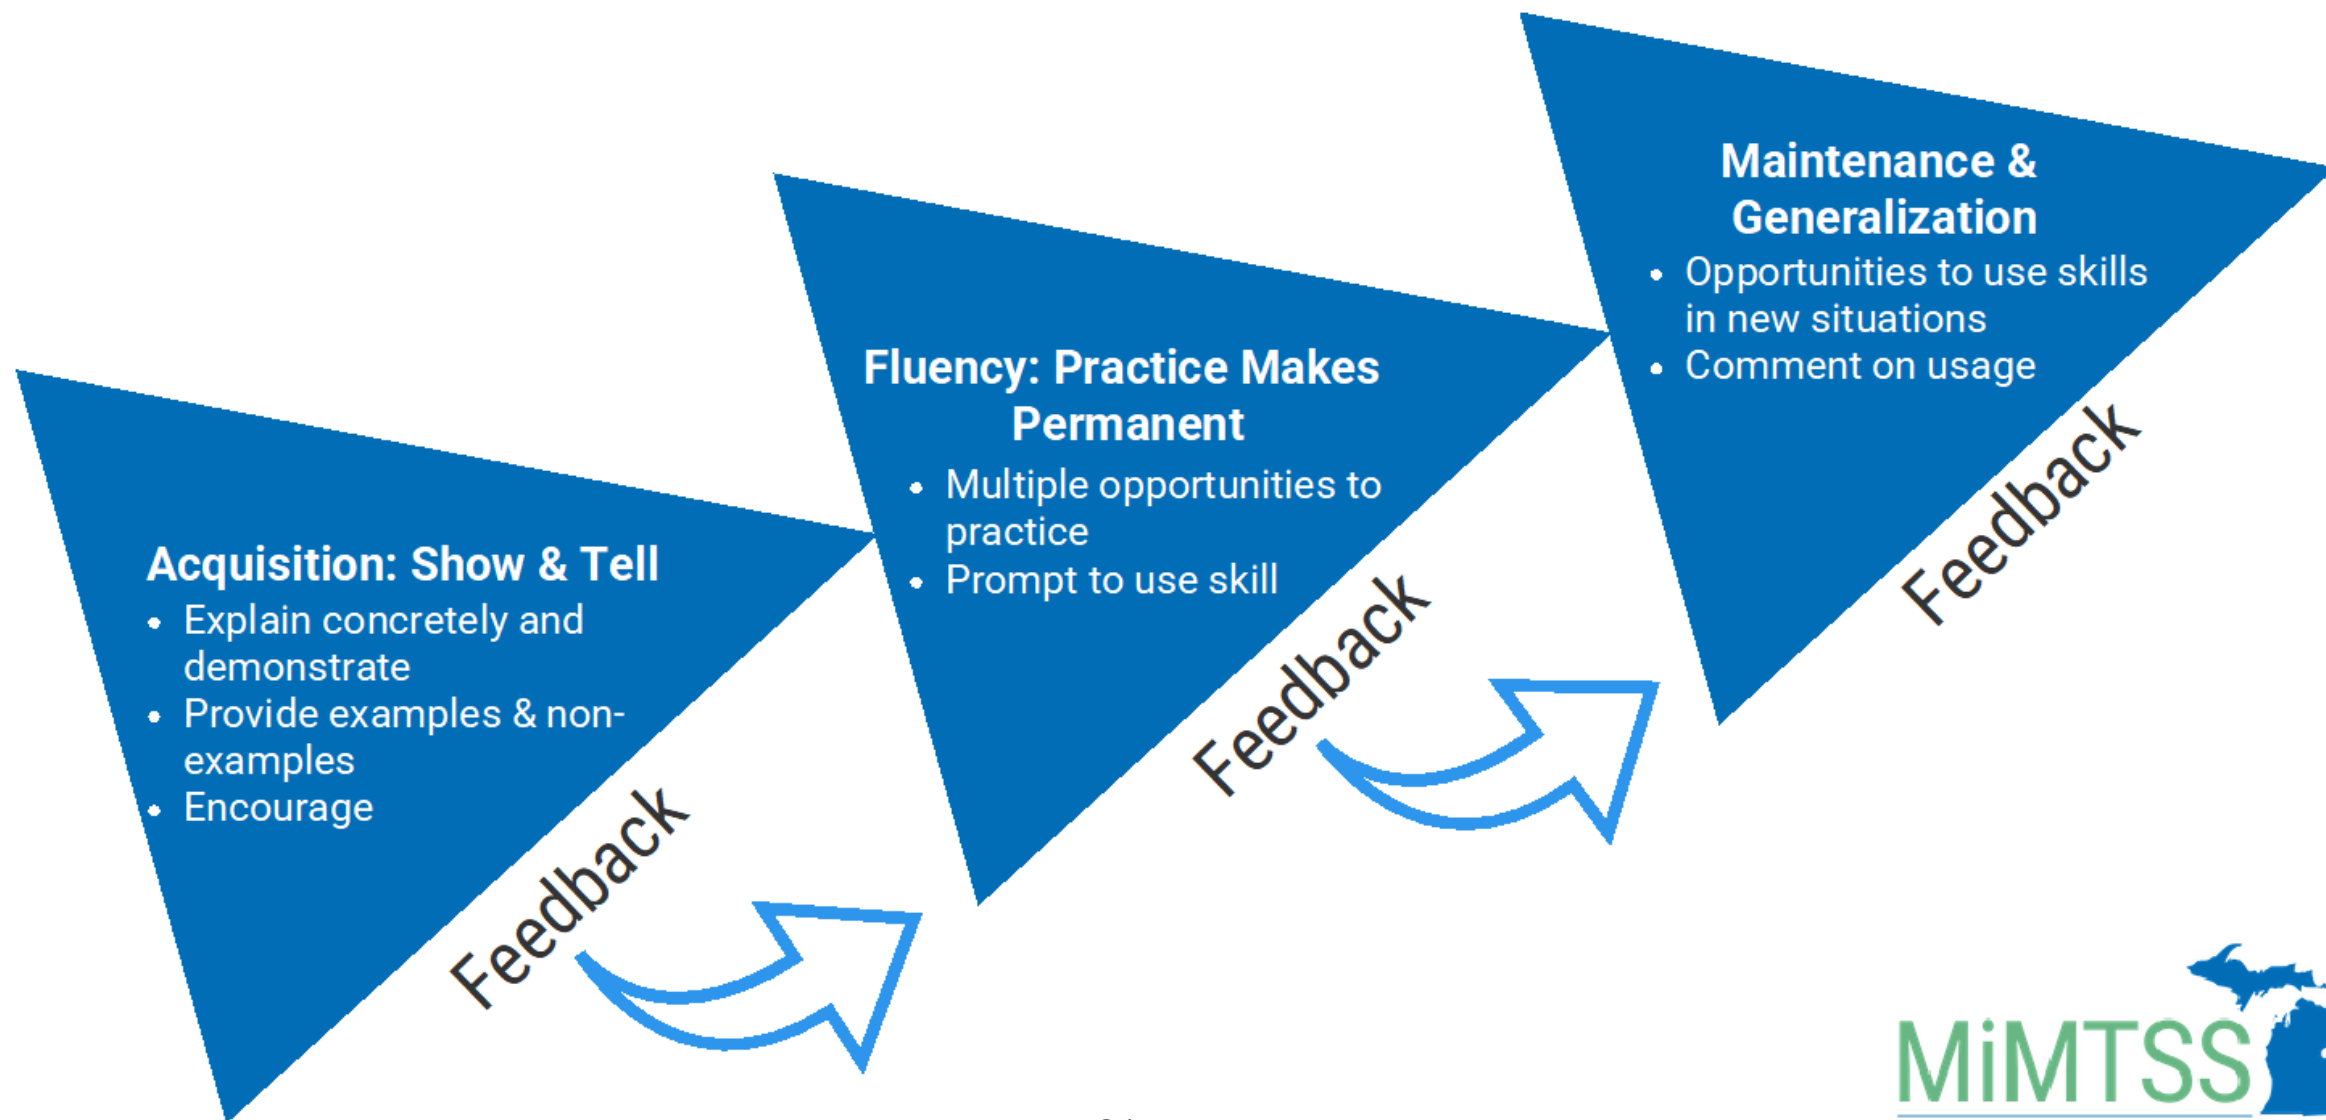 Acquisition: Show & Tell
• Explain concretely and
demonstrate
• Provide examples & non-
examples
• Encourage
Feedback
Fluency: Practice Makes
Permanent
• Multiple opportunities to
practice
• Prompt to use skill
Feedback
Maintenance &
Generalization
• Opportunities to use skills
in new situations
• Comment on usage
Feedback
MiMTSS